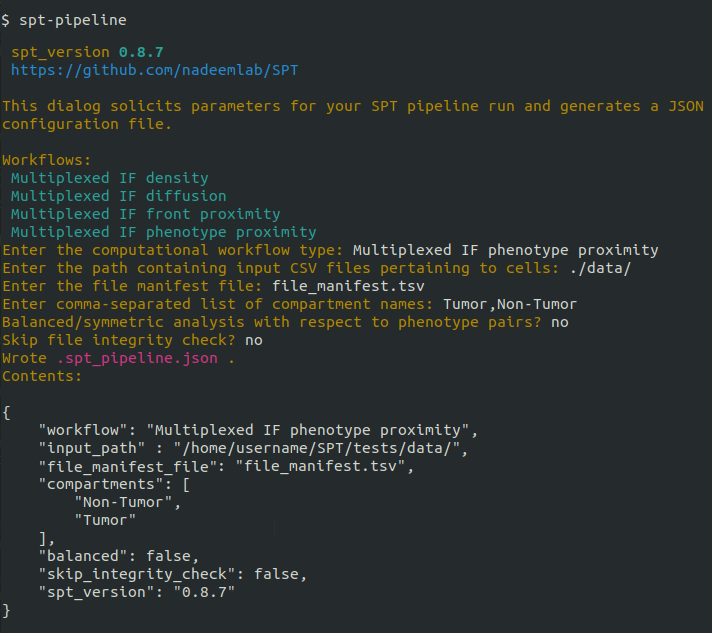 $ spt-pipeline
spt_version 0.8.7
https://github.com/nadeemlab/SPT
This dialog solicits parameters for your SPT pipeline run and generates a JSON
configuration file.
Workflows:
Multiplexed IF density
Multiplexed IF diffusion
Multiplexed IF front proximity
Multiplexed IF phenotype proximity
Enter the computational workflow type: Multiplexed IF phenotype proximity
Enter the path containing input CSV files pertaining to cells: ./data/
Enter the file manifest file: file_manifest.tsv
Enter comma-separated list of compartment names: Tumor,Non-Tumor
Balanced/symmetric analysis with respect to phenotype pairs? no
Skip file integrity check? no
Wrote .spt_pipeline.json .
Contents:
{
    "workflow": "Multiplexed IF phenotype proximity",
    "input_path" : "/home/username/SPT/tests/data/",
    "file_manifest_file": "file_manifest.tsv",
    "compartments": [
        "Non-Tumor",
        "Tumor"
    ],
    "balanced": false,
    "skip_integrity_check": false,
    "spt_version": "0.8.7"
}